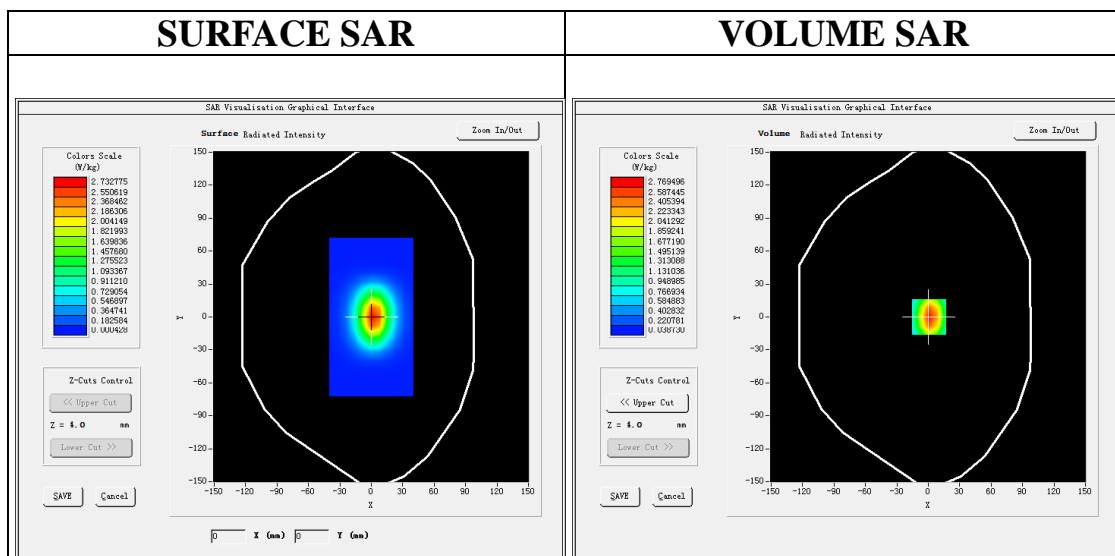 SURFACE SAR
VOLUME SAR
SAR Visualisation Graphical Interface
Surface Radiated Intensity
Zoom In/Out
Colors Scale
(W/kg)
2.732775
2.550619
2.368462
2.186306
2.004149
1.821993
1.639836
1.457680
1.275523
1.093367
0.911210
0.729054
0.546897
0.364741
0.182584
0.000428
150
120
90
60
30
0
-30
-60
-90
-120
-150
Y
-150 -120 -90 -60 -30 0 30 60 90 120 150
X
Z-Cuts Control
<< Upper Cut
Z = 4.0 mm
Lower Cut >>
SAVE Cancel
0 X (mm) 0 Y (mm)
SAR Visualisation Graphical Interface
Volume Radiated Intensity
Zoom In/Out
Colors Scale
(W/kg)
2.769496
2.587445
2.405394
2.223343
2.041292
1.859241
1.677190
1.495139
1.313088
1.131036
0.948985
0.766934
0.584883
0.402832
0.220781
0.038730
150
120
90
60
30
0
-30
-60
-90
-120
-150
Y
-150 -120 -90 -60 -30 0 30 60 90 120 150
X
Z-Cuts Control
<< Upper Cut
Z = 4.0 mm
Lower Cut >>
SAVE Cancel